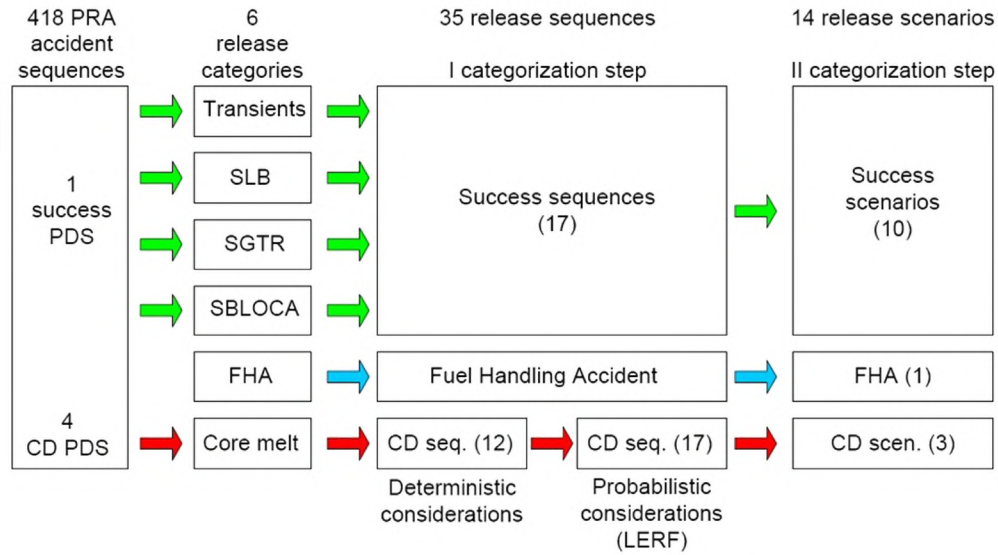 418 PRA
accident
sequences
6
release
categories
35 release sequences
14 release scenarios
I categorization step
II categorization step
1
success
PDS
4
CD PDS
Transients
SLB
SGTR
SBLOCA
FHA
Core melt
Success sequences
(17)
Success
scenarios
(10)
Fuel Handling Accident
FHA (1)
CD seq. (12)
CD seq. (17)
CD scen. (3)
Deterministic
considerations
Probabilistic
considerations
(LERF)